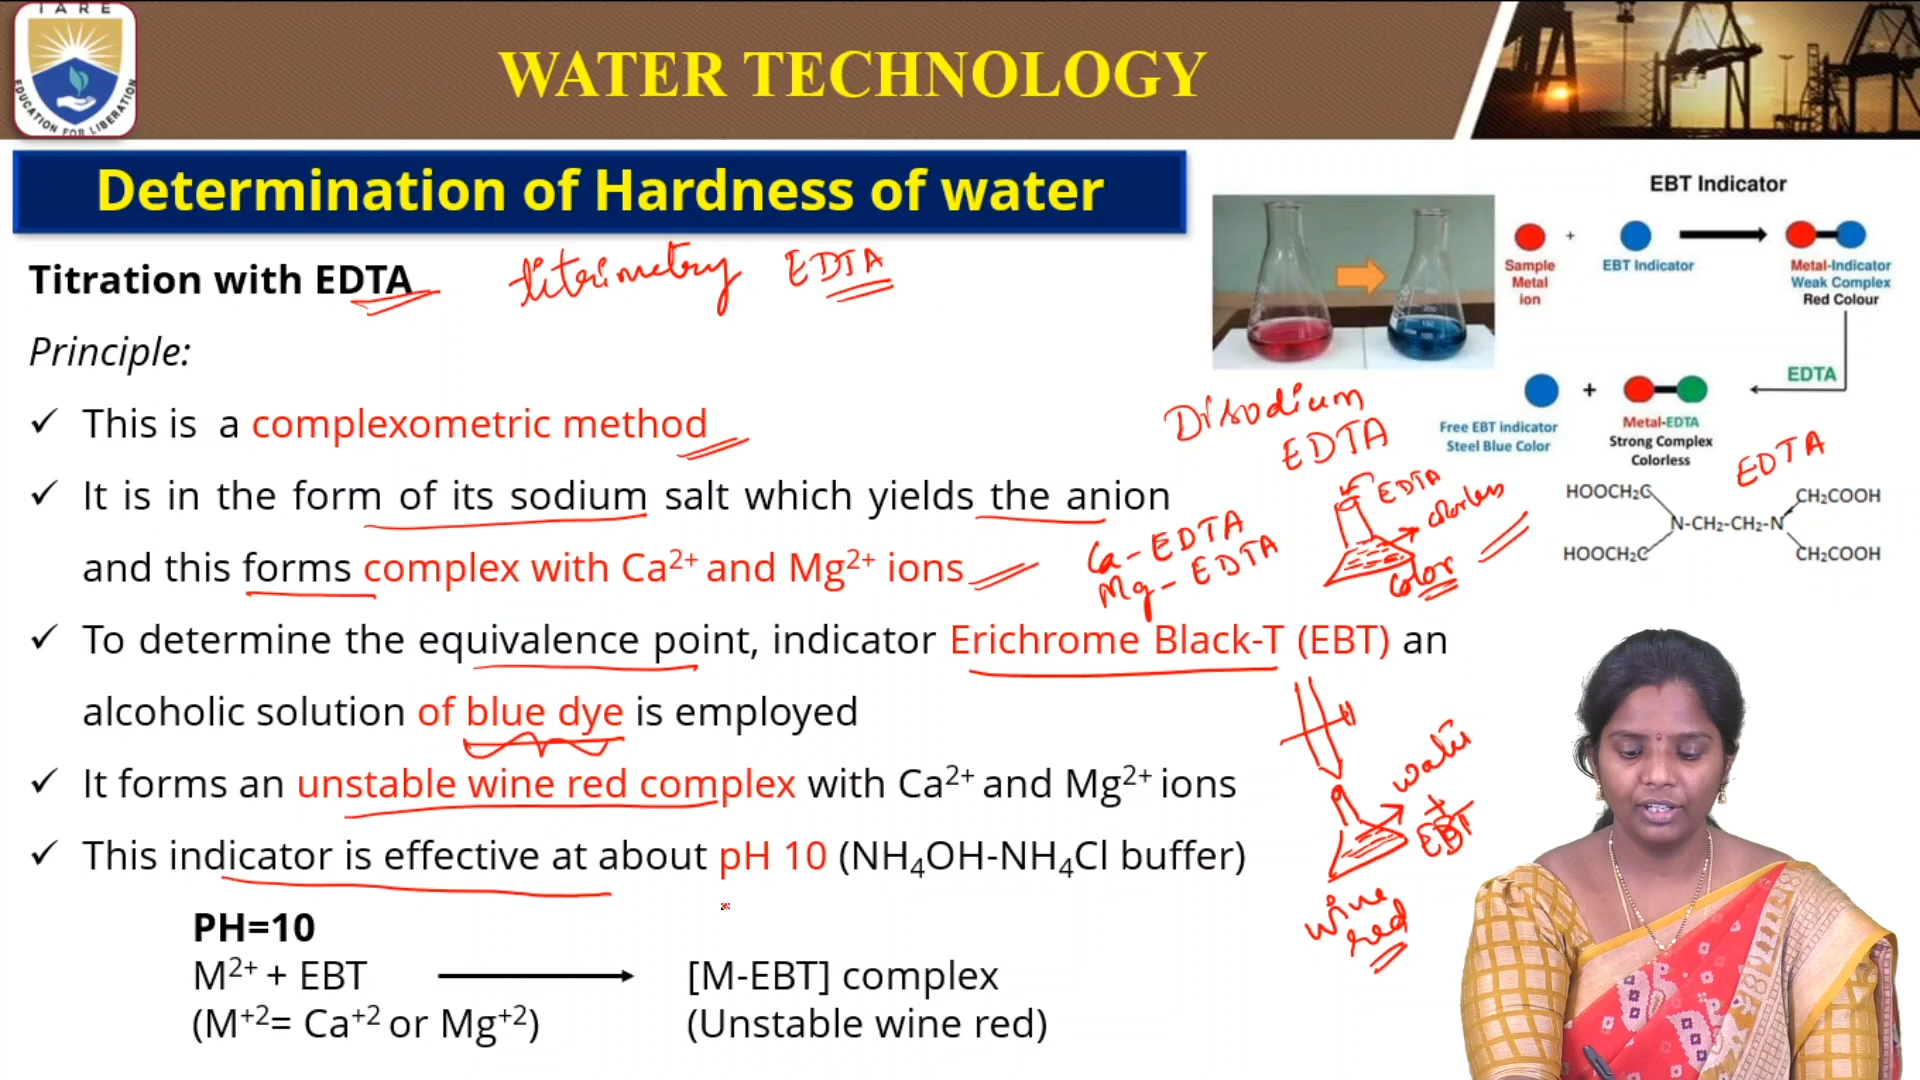 IARE
EDUCATION FOR LIBERATION
WATER TECHNOLOGY
Determination of Hardness of water
Titration with EDTA
titrimetry EDTA
Principle:
✓ This is a complexometric method
✓ It is in the form of its sodium salt which yields the anion
and this forms complex with Ca²⁺ and Mg²⁺ ions
✓ To determine the equivalence point, indicator Erichrome Black-T (EBT) an
alcoholic solution of blue dye is employed
✓ It forms an unstable wine red complex with Ca²⁺ and Mg²⁺ ions
✓ This indicator is effective at about pH 10 (NH₄OH-NH₄Cl buffer)
PH=10
M²⁺ + EBT [M-EBT] complex
(M⁺²= Ca⁺² or Mg⁺²) (Unstable wine red)
EBT Indicator
+
Sample
Metal
ion
EBT Indicator
Metal-Indicator
Weak Complex
Red Colour
EDTA
+
Free EBT indicator
Steel Blue Color
Metal-EDTA
Strong Complex
Colorless
200
150
100
Disodium
EDTA
EDTA
EDTA
colorless
color
Ca-EDTA
Mg-EDTA
HOOCH₂C
CH₂COOH
N-CH₂-CH₂-N
HOOCH₂C
CH₂COOH
water
+
EBT
wine
red